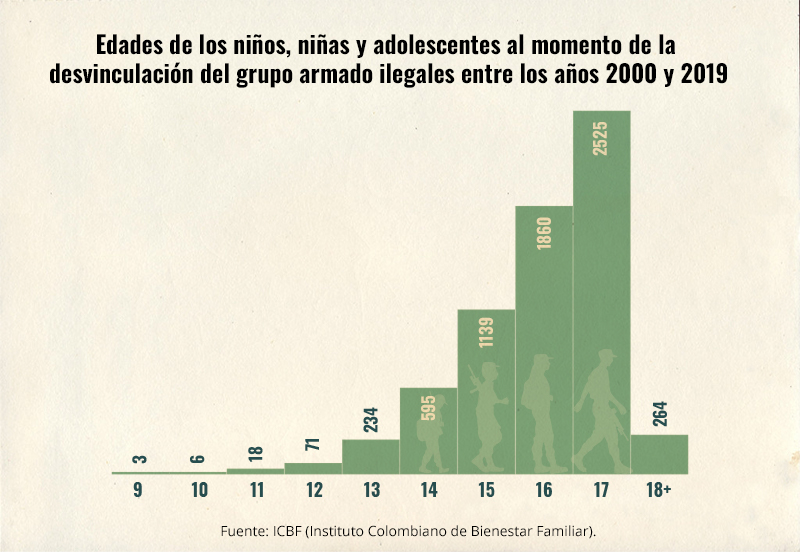 Edades de los niños, niñas y adolescentes al momento de la
desvinculación del grupo armado ilegales entre los años 2000 y 2019
3
6
18
71
234
595
1139
1860
2525
264
9 10 11 12 13 14 15 16 17 18+
Fuente: ICBF (Instituto Colombiano de Bienestar Familiar).